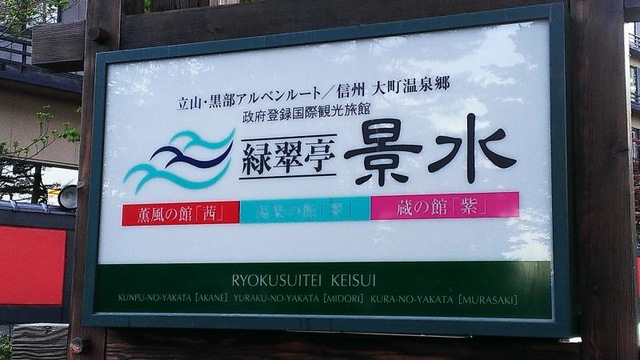 立山・黒部アルペンルート／信州 大町温泉郷
政府登録国際観光旅館
緑翠亭 景水
薫風の館「茜」 の館「 」 蔵の館「紫」
RYOKUSUITEI KEISUI
KUNPU-NO-YAKATA [AKANE] YURAKU-NO-YAKATA [MIDORI] KURA-NO-YAKATA [MURASAKI]